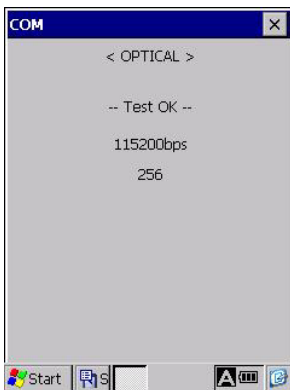 COM
< OPTICAL >
-- Test OK --
115200bps
256
Start S A